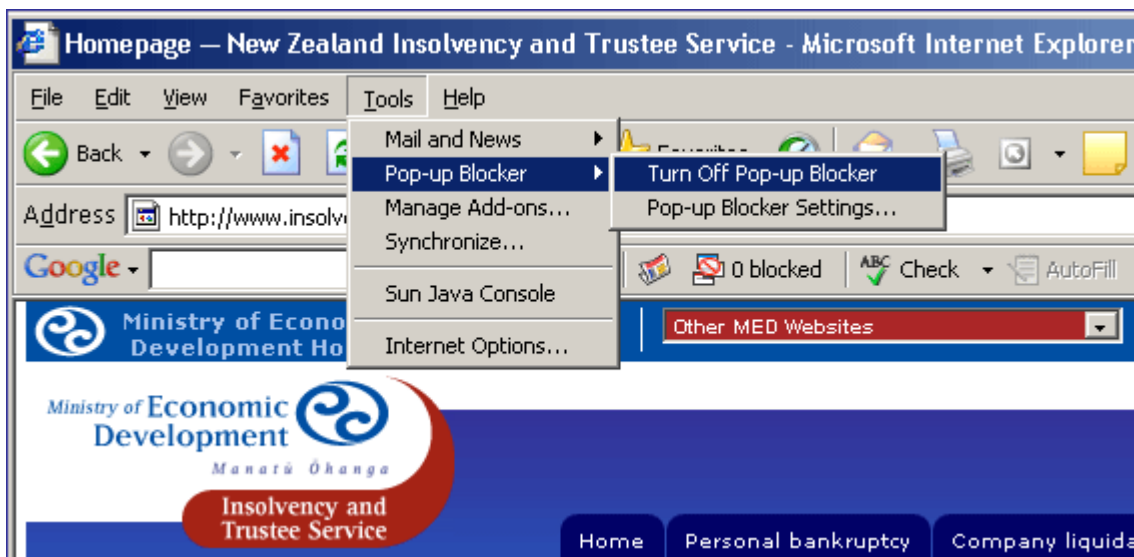 Homepage — New Zealand Insolvency and Trustee Service - Microsoft Internet Explorer
File Edit View Favorites Tools Help
Back
Mail and News
Pop-up Blocker
Turn Off Pop-up Blocker
Address http://www.insolv
Manage Add-ons...
Pop-up Blocker Settings...
Synchronize...
Google 0 blocked ABC Check AutoFill
Sun Java Console
Internet Options...
Ministry of Econo
Development Ho
Other MED Websites
Ministry of Economic
Development
Manatū Ōhanga
Insolvency and
Trustee Service
Home Personal bankruptcy Company liquida